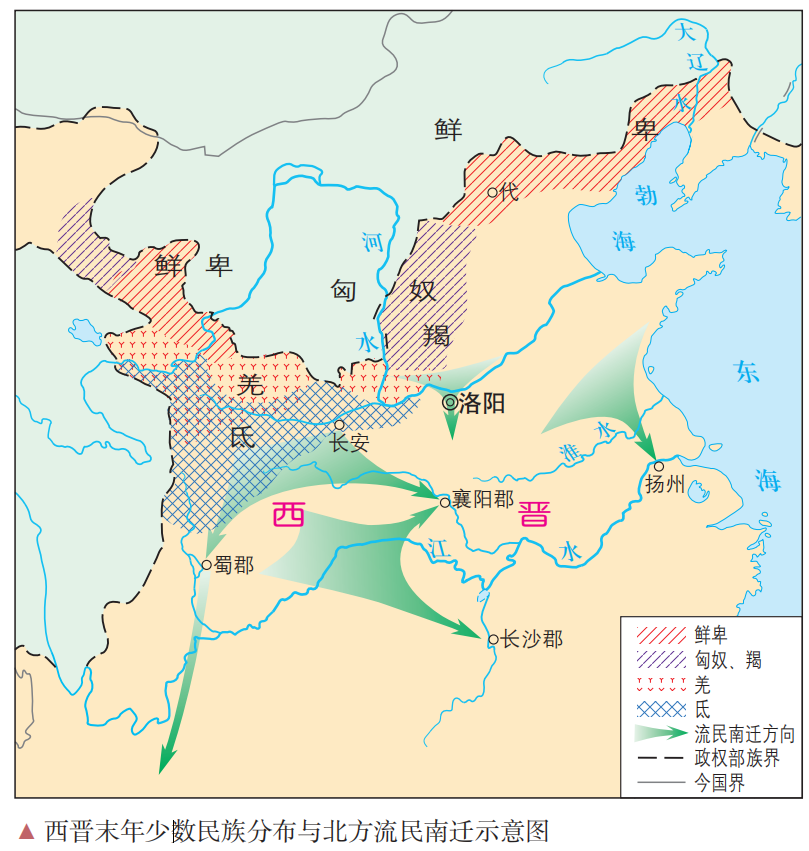 大
辽
水
鲜
卑
代
勃
海
河
水
鲜 卑
匈
奴
羯
东
海
羌
氐
洛阳
长安
淮
水
扬州
襄阳郡
西
晋
江
水
蜀郡
长沙郡
鲜卑
匈奴、羯
羌
氐
流民南迁方向
政权部族界
今国界
▲ 西晋末年少数民族分布与北方流民南迁示意图